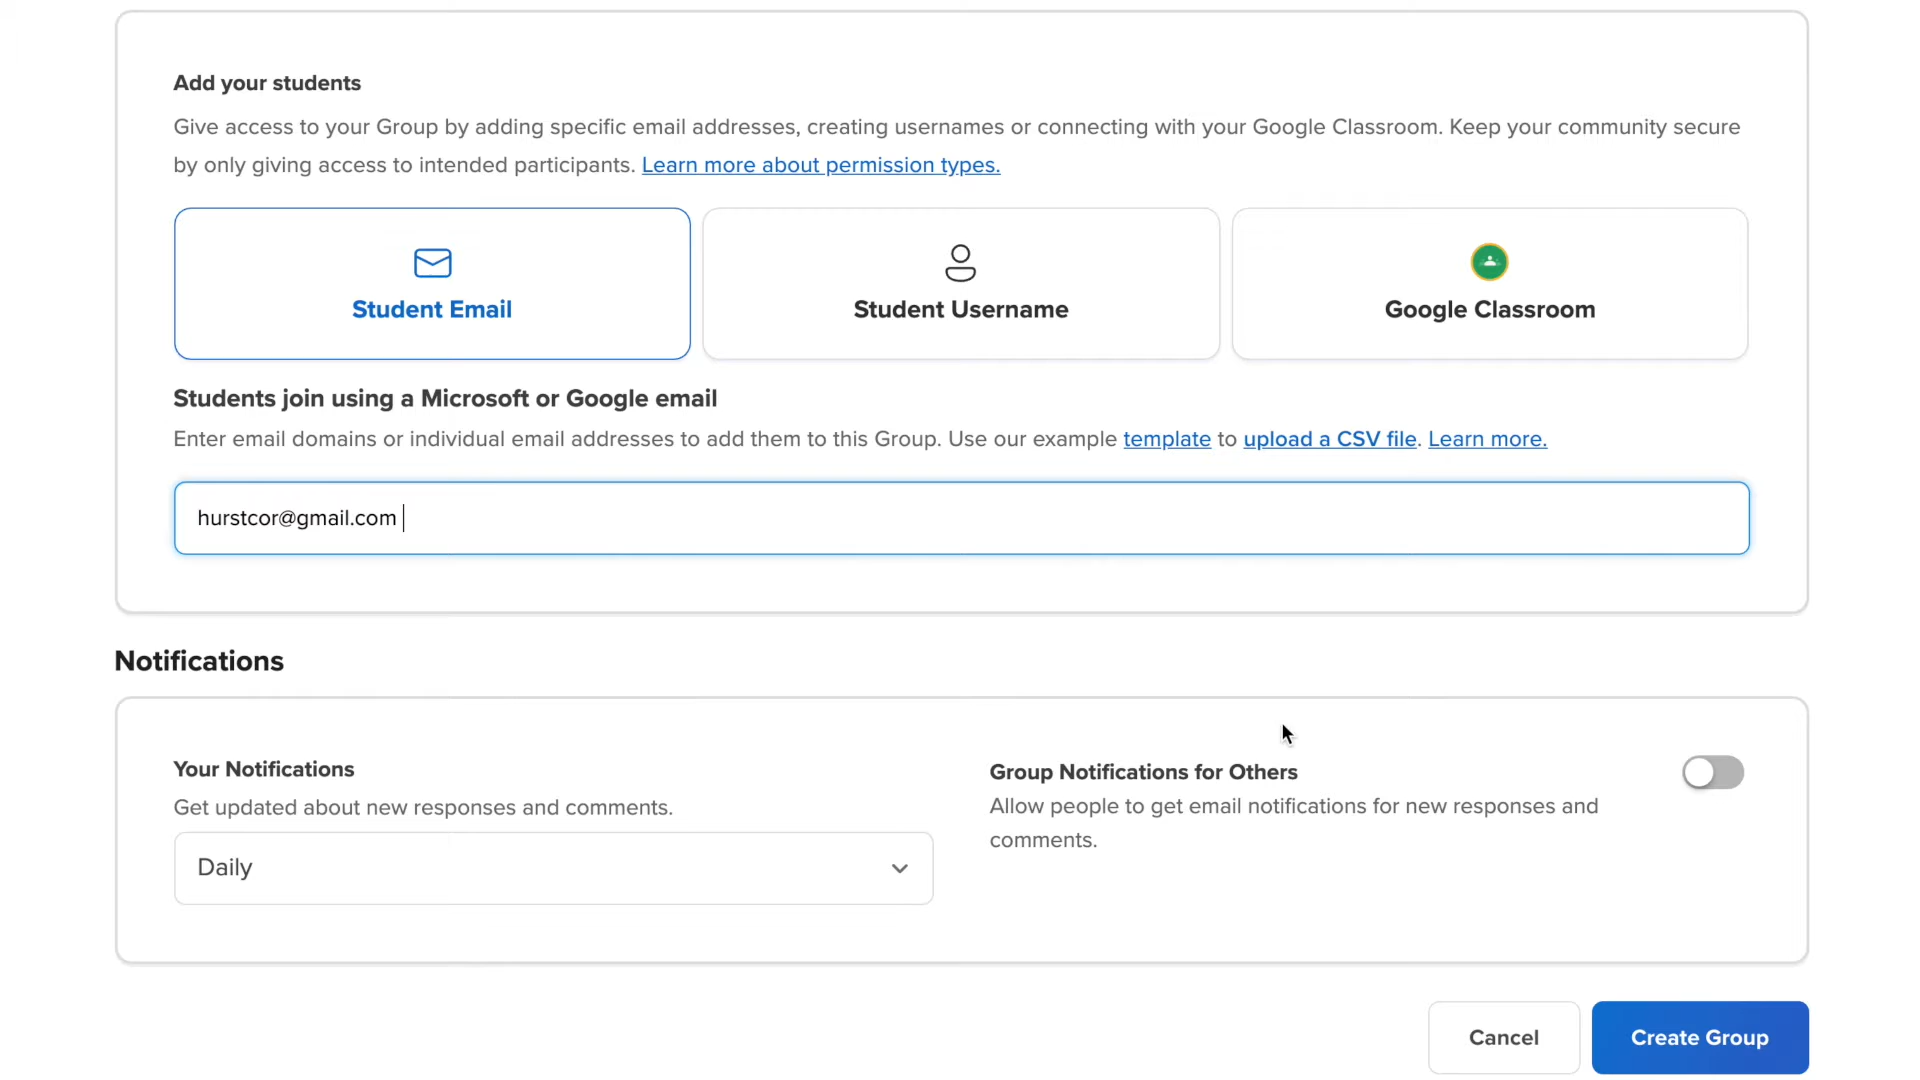 Add your students
Give access to your Group by adding specific email addresses, creating usernames or connecting with your Google Classroom. Keep your community secure
by only giving access to intended participants. Learn more about permission types.
Student Email
Student Username
Google Classroom
Students join using a Microsoft or Google email
Enter email domains or individual email addresses to add them to this Group. Use our example template to upload a CSV file. Learn more.
hurstcor@gmail.com
Notifications
Your Notifications
Get updated about new responses and comments.
Daily
Group Notifications for Others
Allow people to get email notifications for new responses and
comments.
Cancel
Create Group